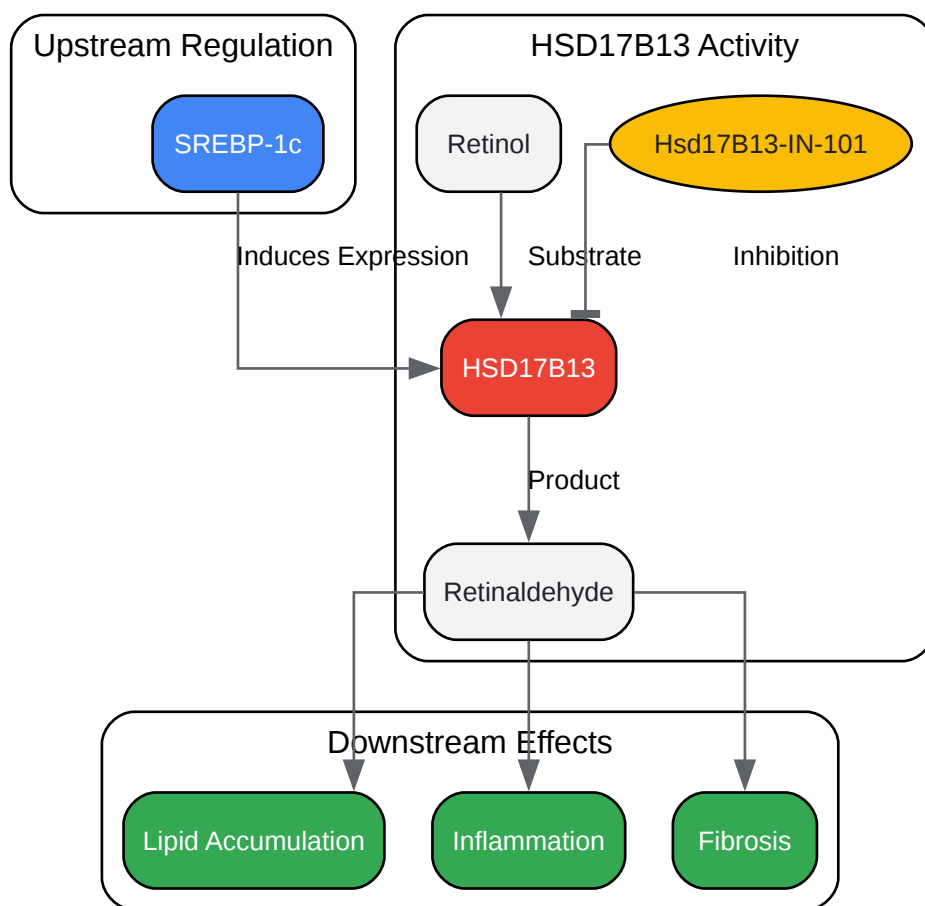 Upstream Regulation
HSD17B13 Activity
SREBP-1c
Retinol
Hsd17B13-IN-101
Induces Expression
Substrate
Inhibition
HSD17B13
Product
Retinaldehyde
Downstream Effects
Lipid Accumulation
Inflammation
Fibrosis